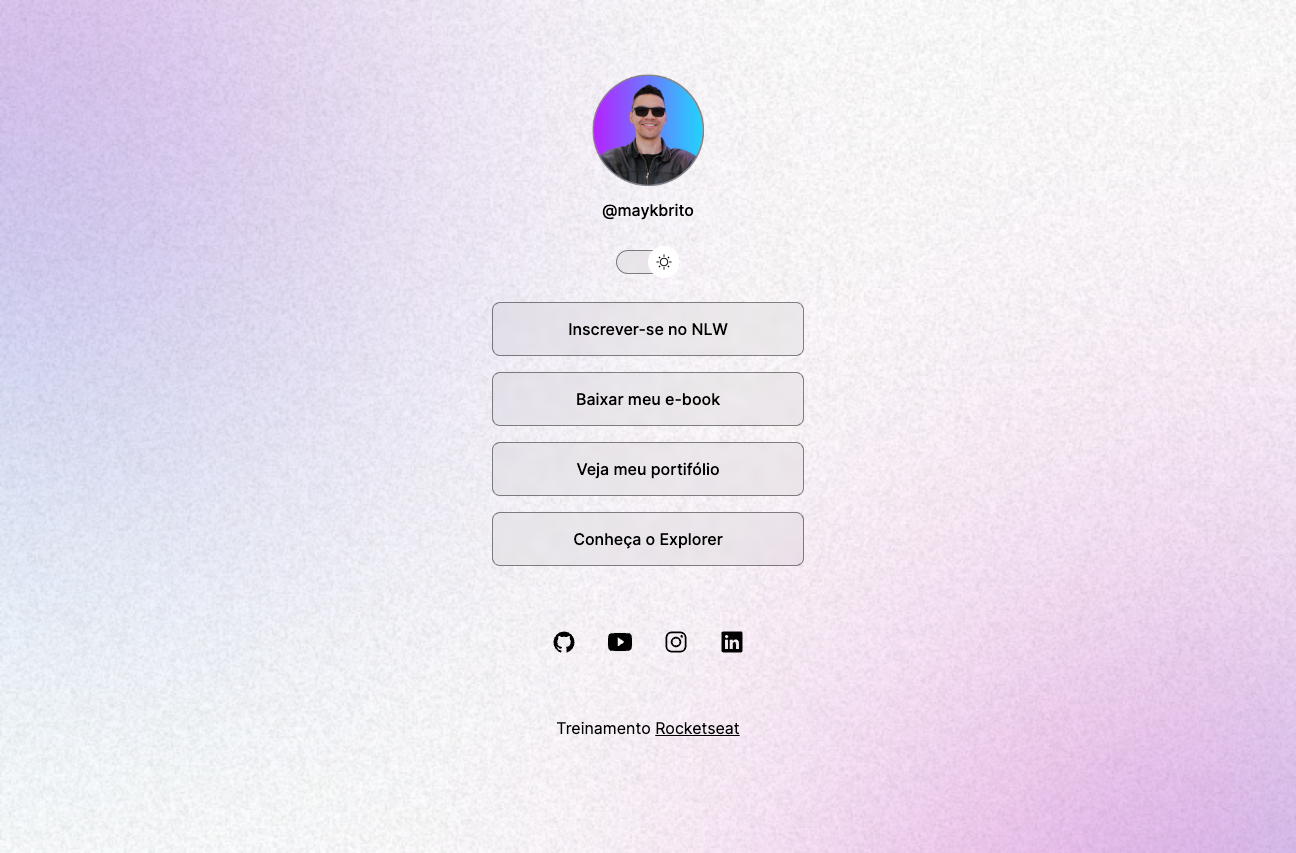 @maykbrito
Inscrever-se no NLW
Baixar meu e-book
Veja meu portifólio
Conheça o Explorer
Treinamento Rocketseat